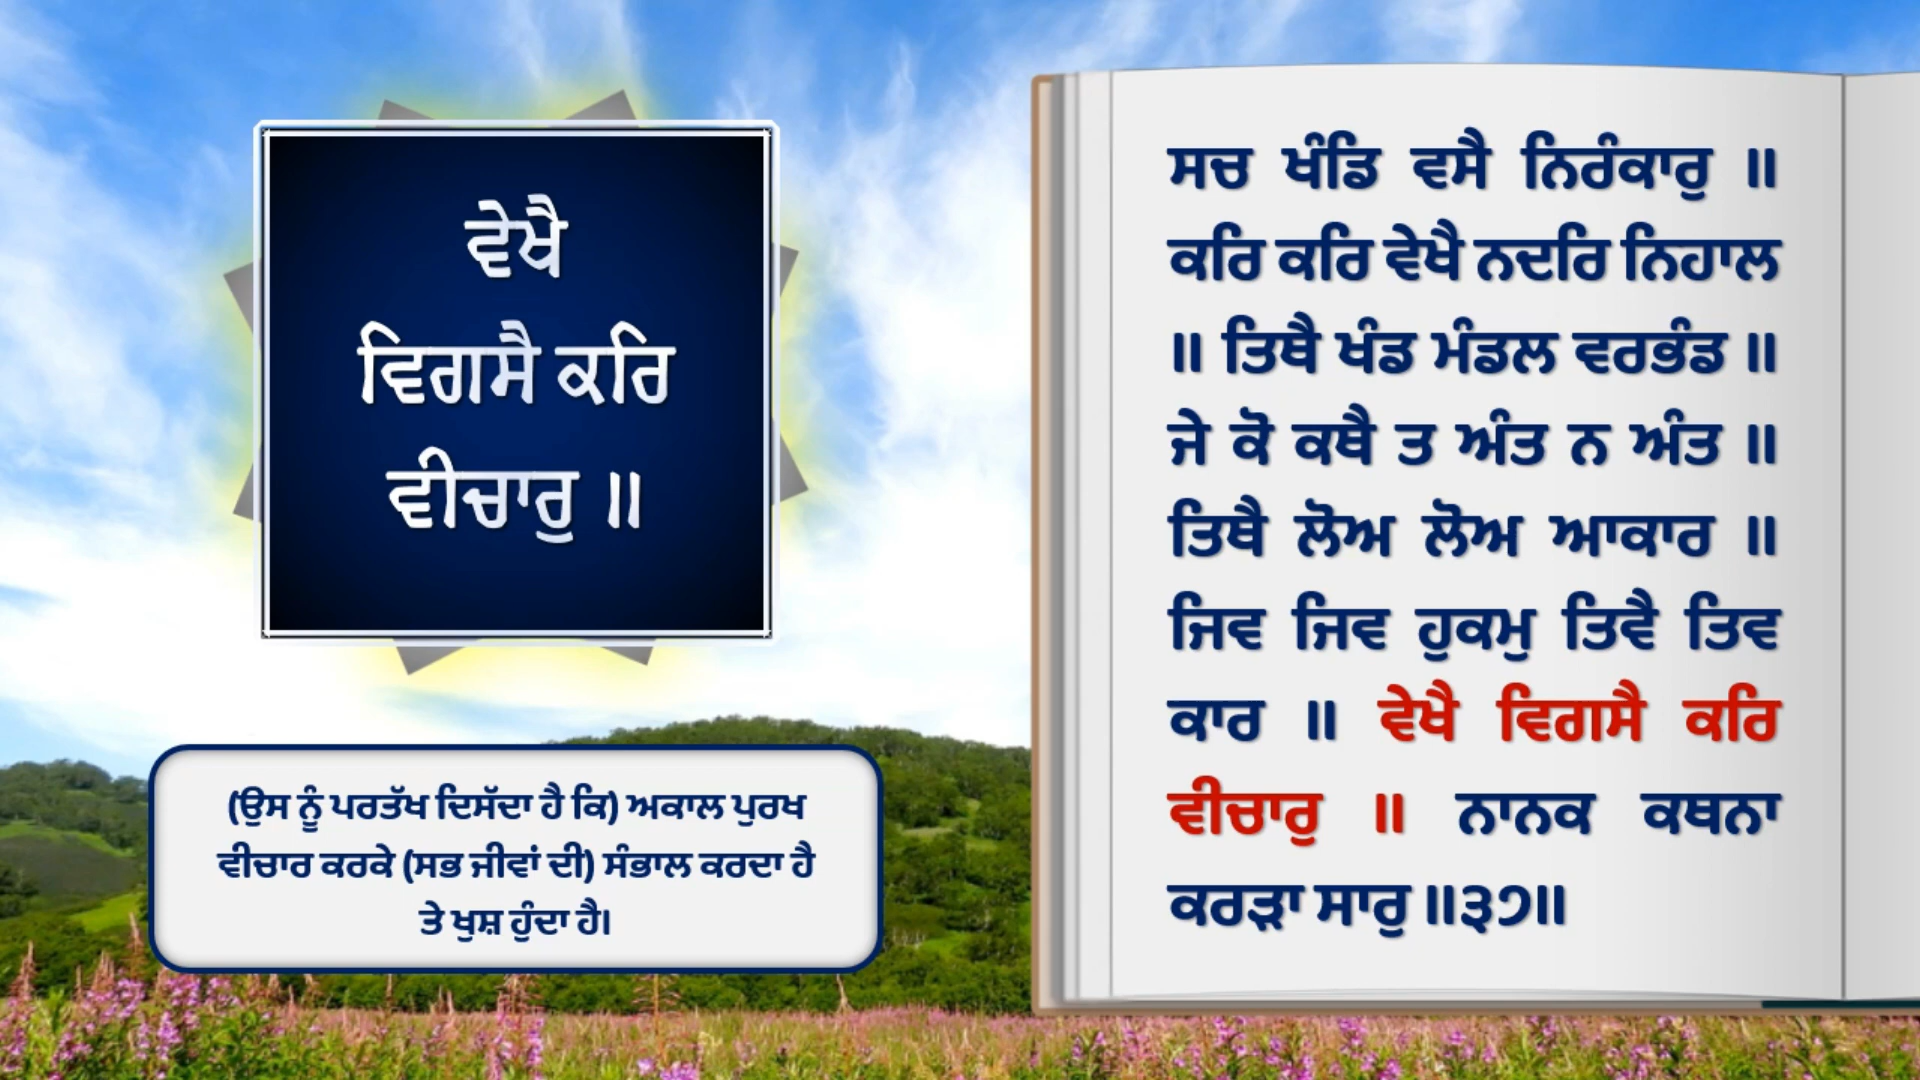 ਵੇਖੈ
ਵਿਗਸੈ ਕਰਿ
ਵੀਚਾਰੁ ॥
(ਉਸ ਨੂੰ ਪਰਤੱਖ ਦਿਸੱਦਾ ਹੈ ਕਿ) ਅਕਾਲ ਪੁਰਖ
ਵੀਚਾਰ ਕਰਕੇ (ਸਭ ਜੀਵਾਂ ਦੀ) ਸੰਭਾਲ ਕਰਦਾ ਹੈ
ਤੇ ਖੁਸ਼ ਹੁੰਦਾ ਹੈ।
ਸਚ ਖੰਡਿ ਵਸੈ ਨਿਰੰਕਾਰੁ ॥
ਕਰਿ ਕਰਿ ਵੇਖੈ ਨਦਰਿ ਨਿਹਾਲ
॥ ਤਿਥੈ ਖੰਡ ਮੰਡਲ ਵਰਭੰਡ ॥
ਜੇ ਕੋ ਕਥੈ ਤ ਅੰਤ ਨ ਅੰਤ ॥
ਤਿਥੈ ਲੋਅ ਲੋਅ ਆਕਾਰ ॥
ਜਿਵ ਜਿਵ ਹੁਕਮੁ ਤਿਵੈ ਤਿਵ
ਕਾਰ ॥ ਵੇਖੈ ਵਿਗਸੈ ਕਰਿ
ਵੀਚਾਰੁ ॥ ਨਾਨਕ ਕਥਨਾ
ਕਰੜਾ ਸਾਰੁ ॥੩੭॥